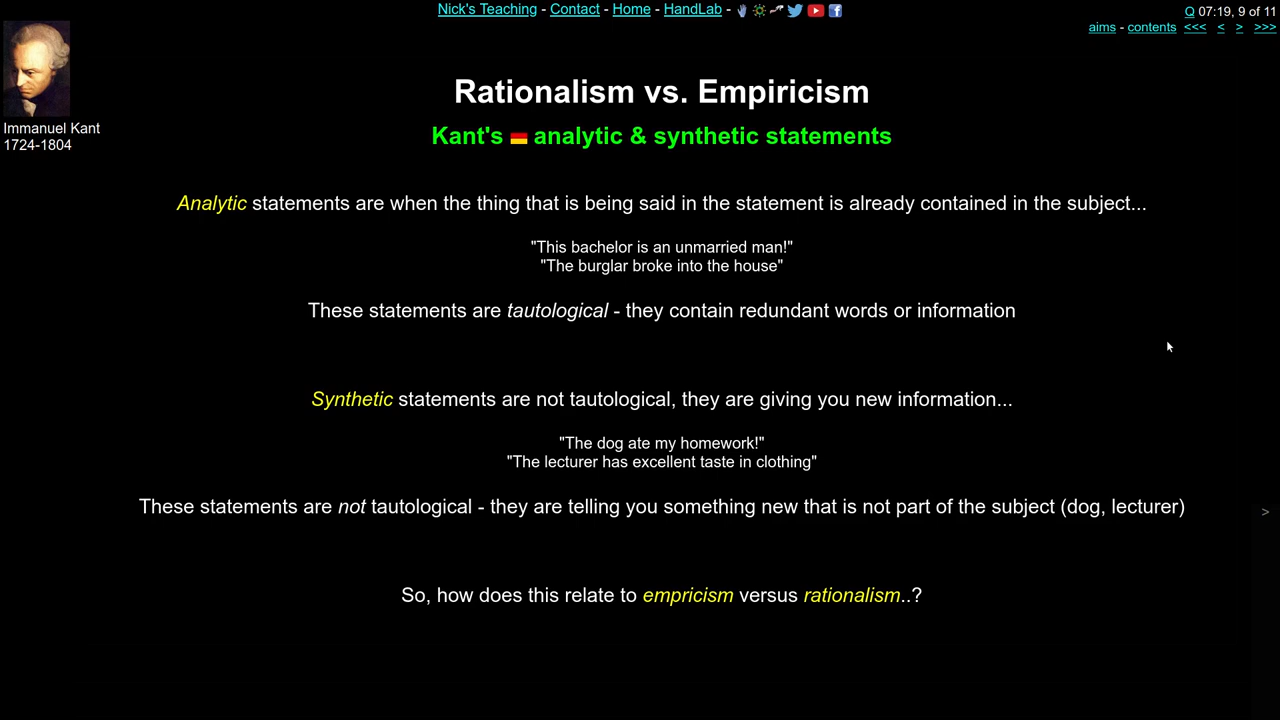 Nick's Teaching - Contact - Home - HandLab -
Q 07:19, 9 of 11
aims - contents <<< < > >>>
Immanuel Kant
1724-1804
Rationalism vs. Empiricism
Kant's analytic & synthetic statements
Analytic statements are when the thing that is being said in the statement is already contained in the subject...
"This bachelor is an unmarried man!"
"The burglar broke into the house"
These statements are tautological - they contain redundant words or information
Synthetic statements are not tautological, they are giving you new information...
"The dog ate my homework!"
"The lecturer has excellent taste in clothing"
These statements are not tautological - they are telling you something new that is not part of the subject (dog, lecturer)
>
So, how does this relate to empricism versus rationalism..?